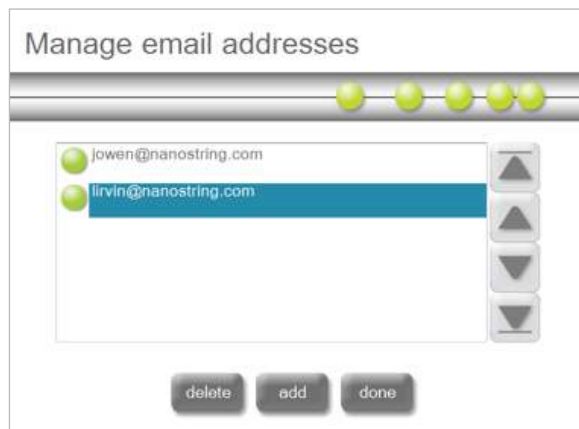 Manage email addresses
jowen@nanostring.com
lirvin@nanostring.com
delete add done